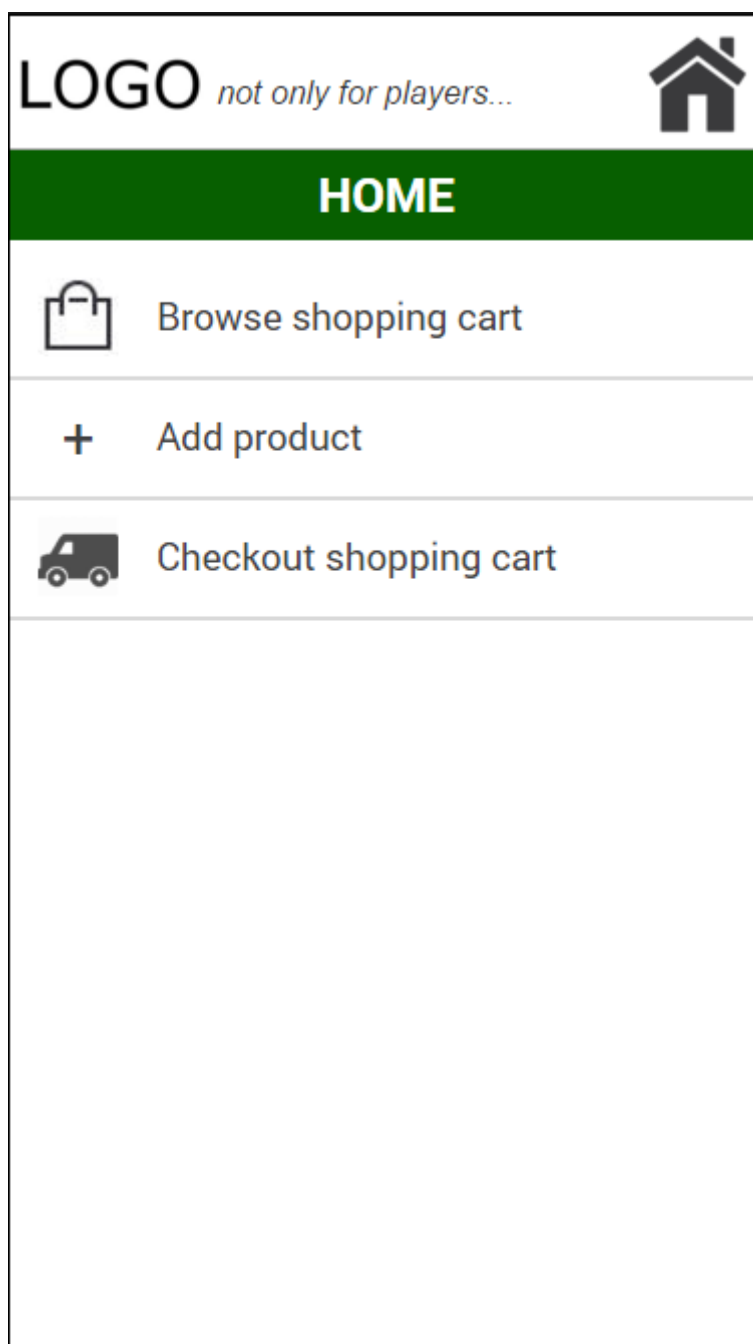 LOGO not only for players...
HOME
Browse shopping cart
+ Add product
Checkout shopping cart